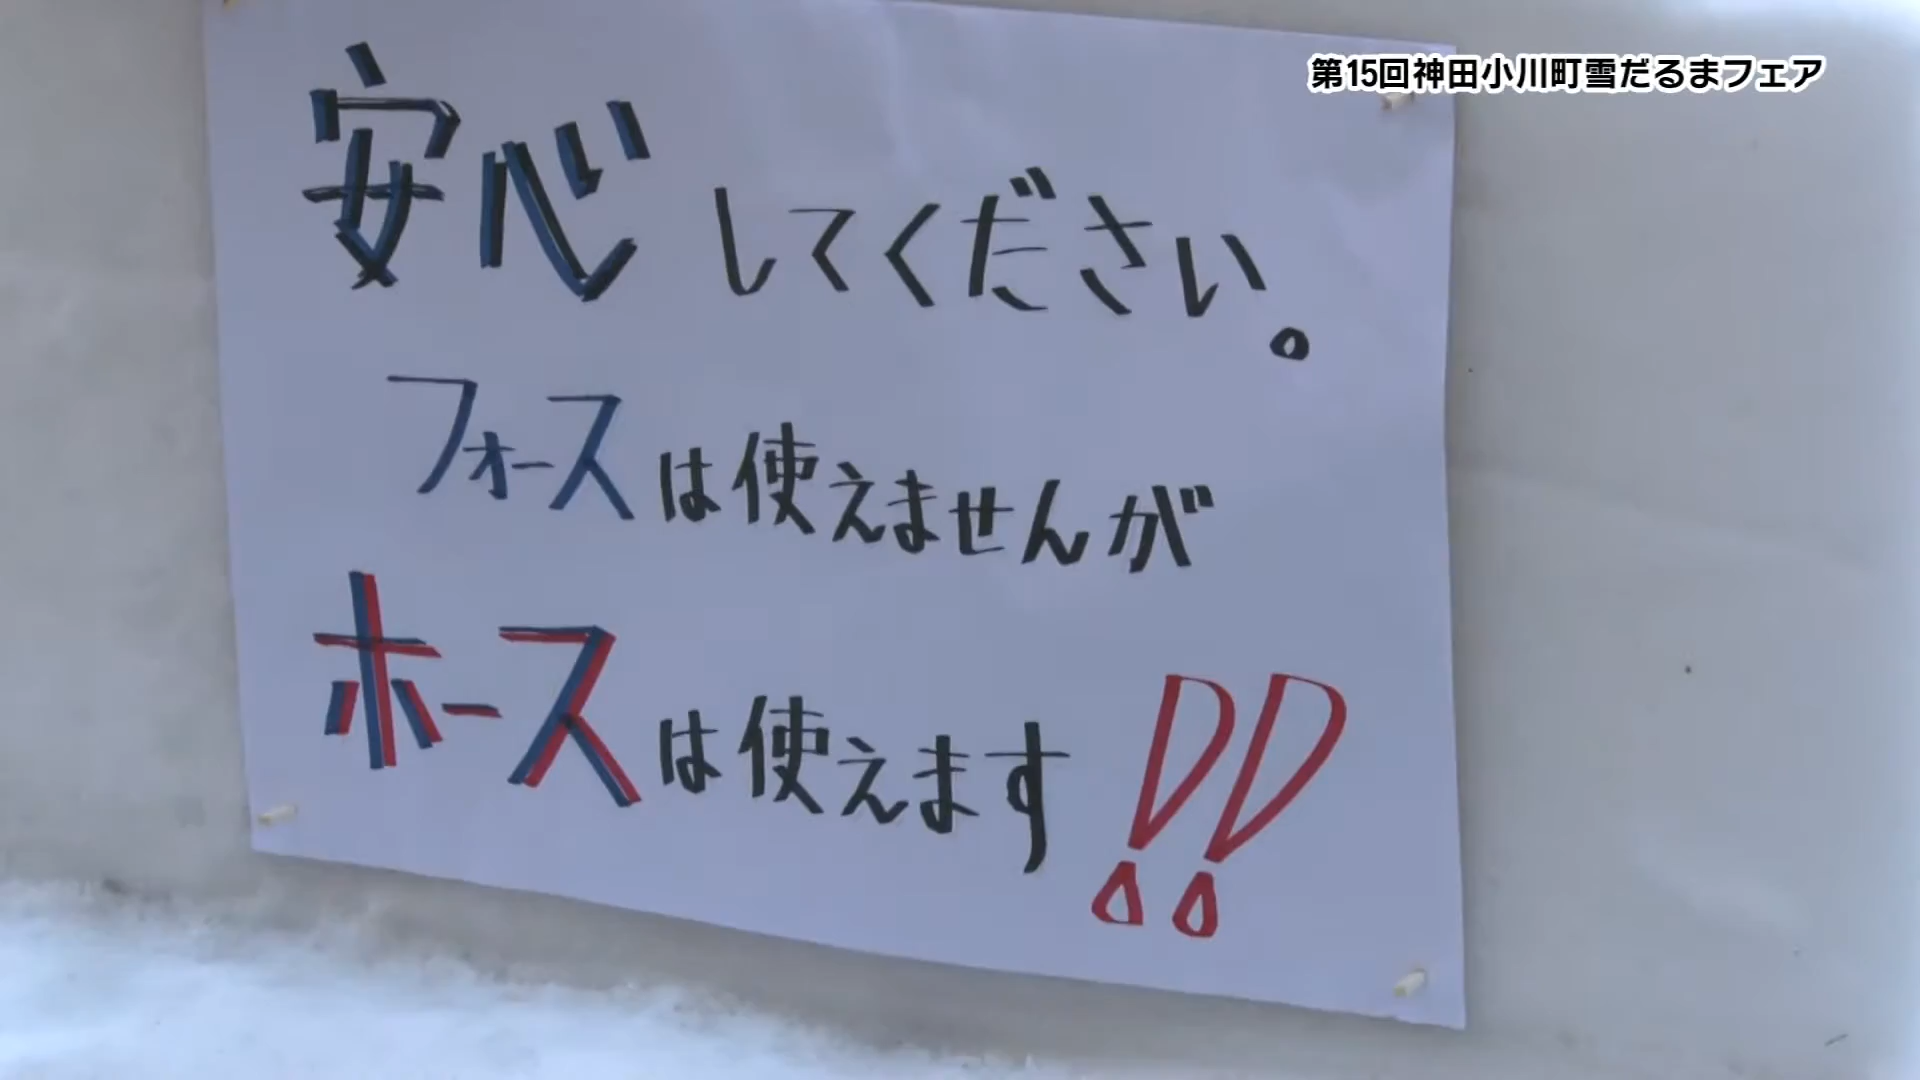 第15回神田小川町雪だるまフェア
安心してください。
フォースは使えませんが
ホースは使えます!!